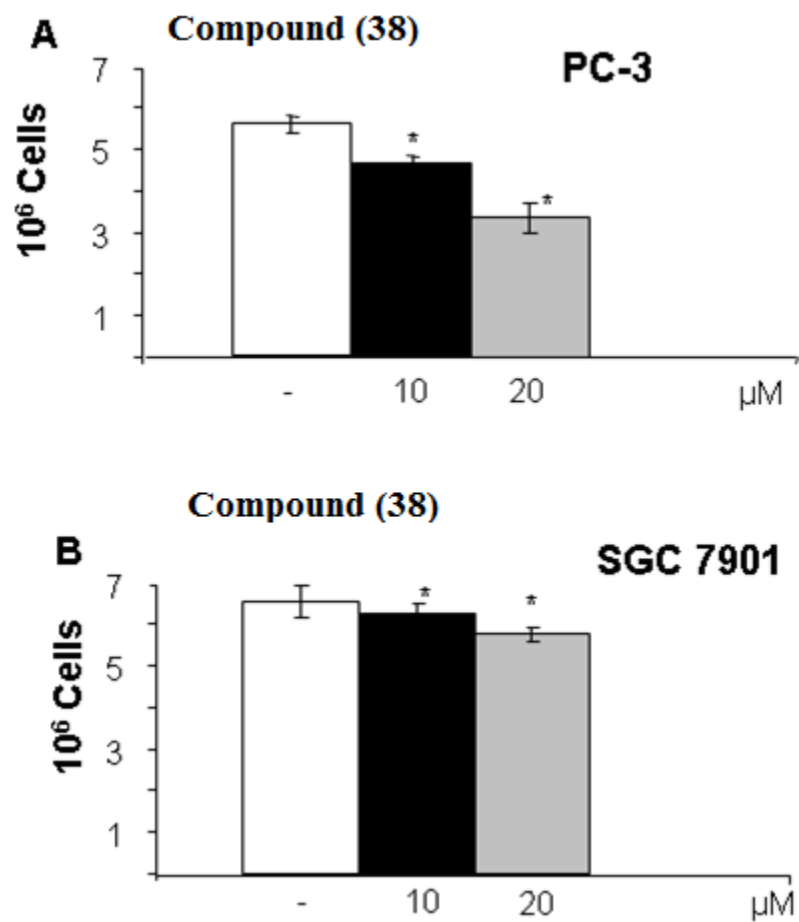 A
Compound (38)
PC-3
10⁶ Cells
7
5
3
1
*
*
- 10 20 µM
Compound (38)
B
SGC 7901
10⁶ Cells
7
5
3
1
*
*
- 10 20 µM